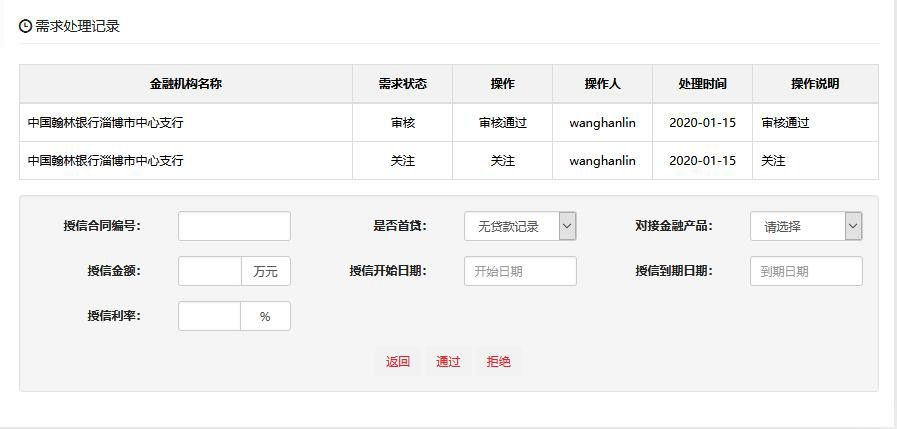 需求处理记录
金融机构名称 需求状态 操作 操作人 处理时间 操作说明
中国翰林银行淄博市中心支行 审核 审核通过 wanghanlin 2020-01-15 审核通过
中国翰林银行淄博市中心支行 关注 关注 wanghanlin 2020-01-15 关注
授信合同编号： 是否首贷： 无贷款记录 对接金融产品： 请选择
授信金额： 万元 授信开始日期： 开始日期 授信到期日期： 到期日期
授信利率： %
返回 通过 拒绝